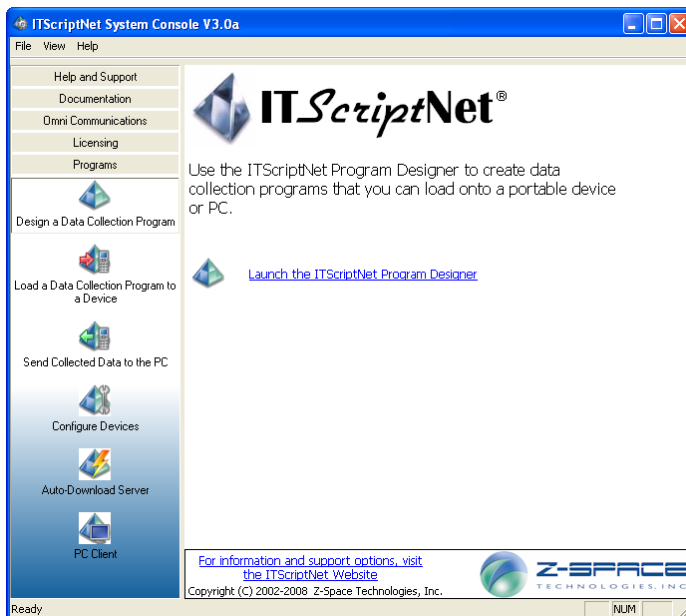 ITScriptNet System Console V3.0a
File View Help
Help and Support
Documentation
Omni Communications
Licensing
Programs
Design a Data Collection Program
Load a Data Collection Program to
a Device
Send Collected Data to the PC
Configure Devices
Auto-Download Server
PC Client
ITScriptNet®
Use the ITScriptNet Program Designer to create data
collection programs that you can load onto a portable device
or PC.
Launch the ITScriptNet Program Designer
For information and support options, visit
the ITScriptNet Website
Copyright (C) 2002-2008 Z-Space Technologies, Inc.
Z-SPACE
TECHNOLOGIES, INC
Ready
NUM